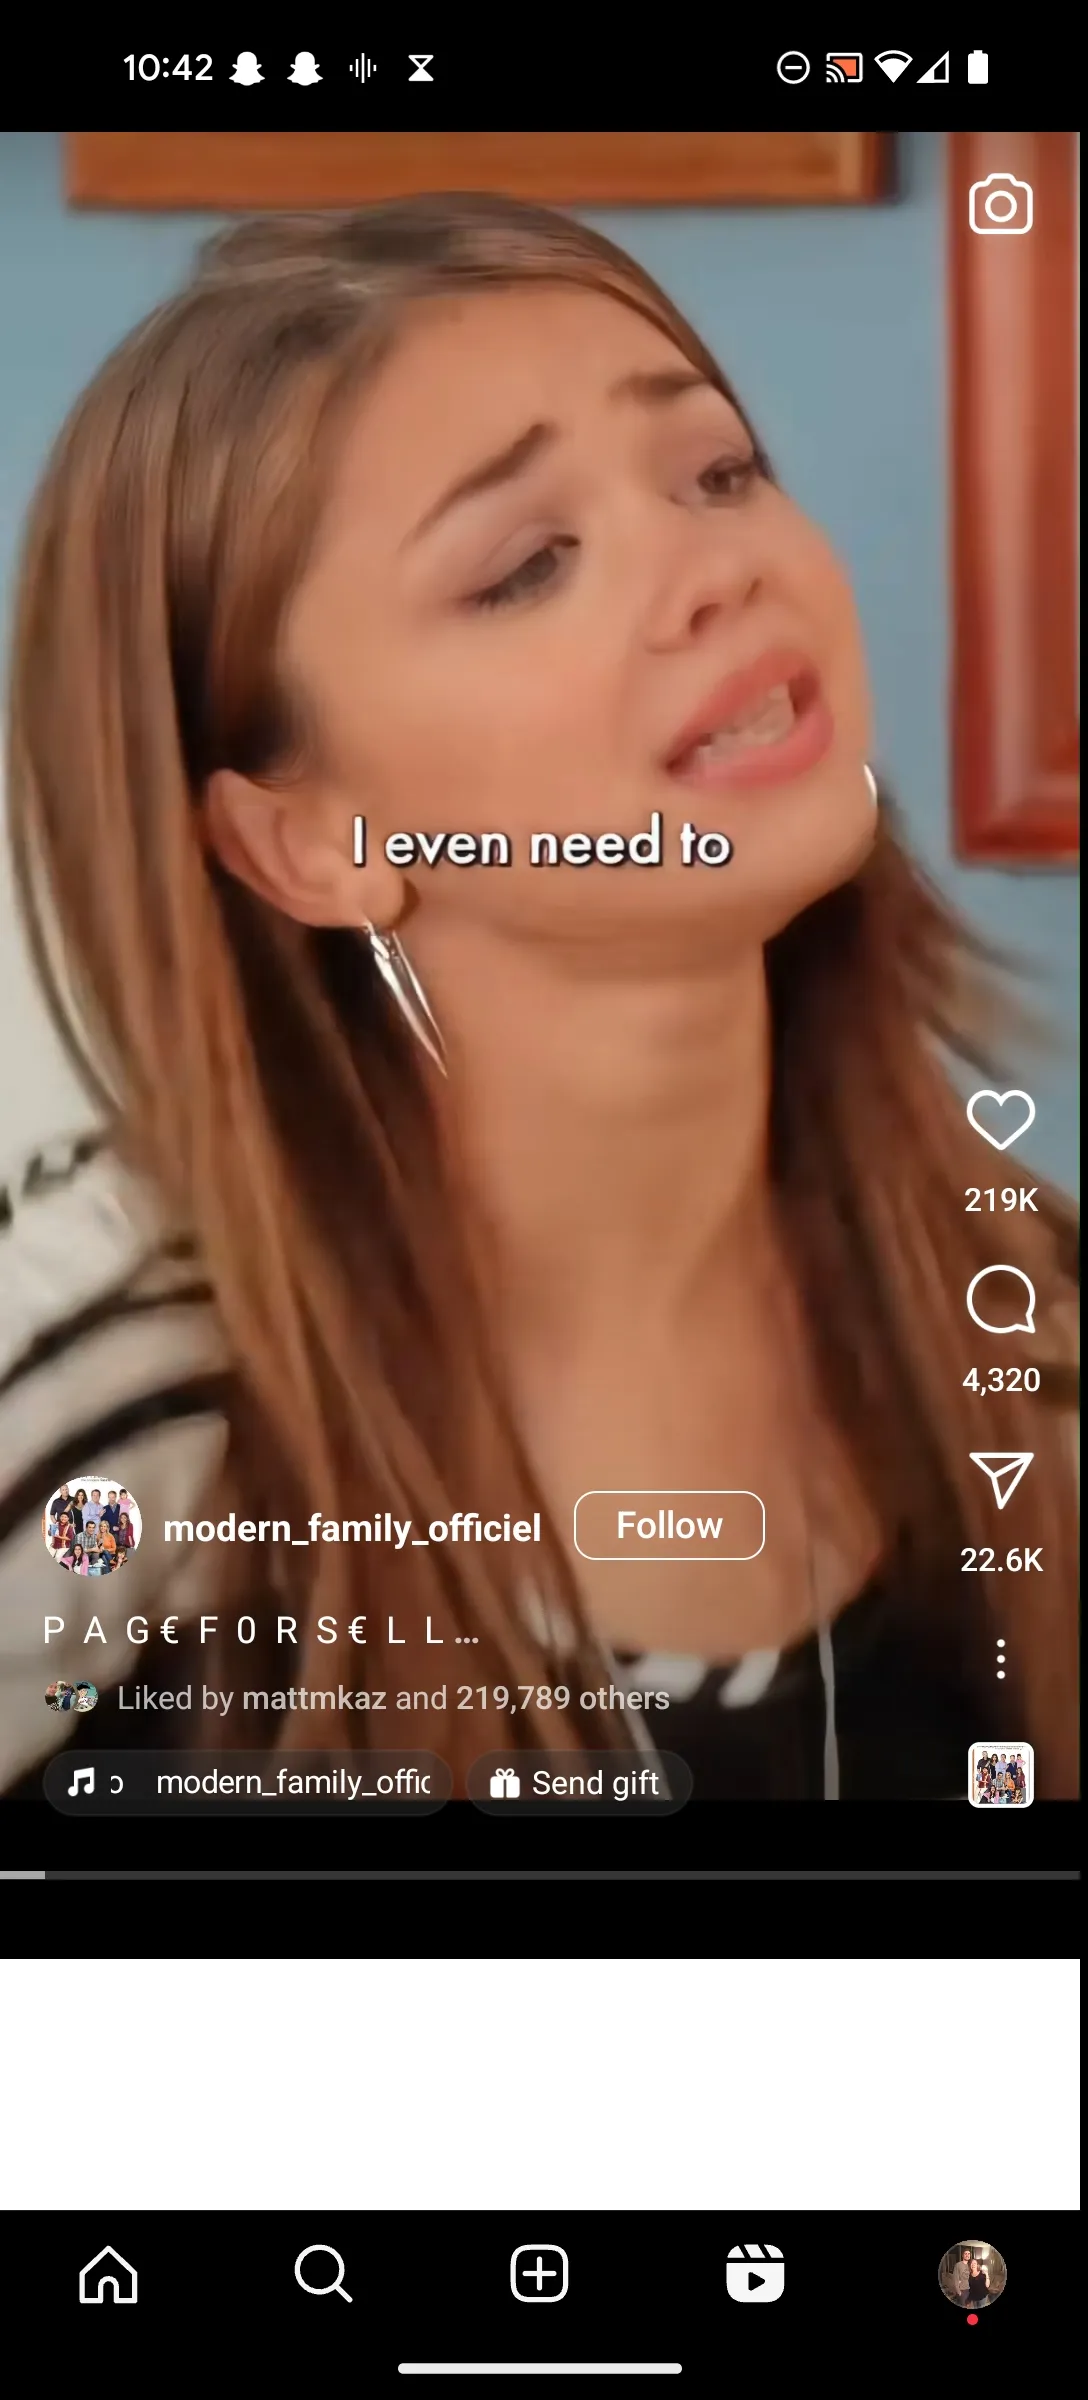 10:42
I even need to
219K
4,320
22.6K
modern_family_officiel Follow
P A G€ F 0 R S€ L L...
Liked by mattmkaz and 219,789 others
o modern_family_offic Send gift